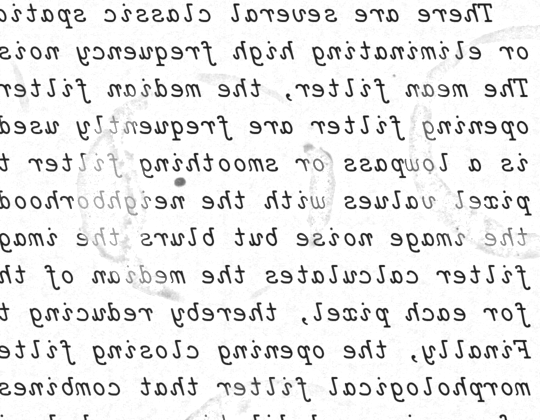 There are several classic spatia
or eliminating high frequency nois
The mean filter, the median filter
opening filter are frequently used
is a lowpass or smoothing filter t
pixel values with the neighborhood
the image noise but blurs the imag
filter calculates the median of th
for each pixel, thereby reducing t
Finally, the opening closing filte
morphological filter that combines